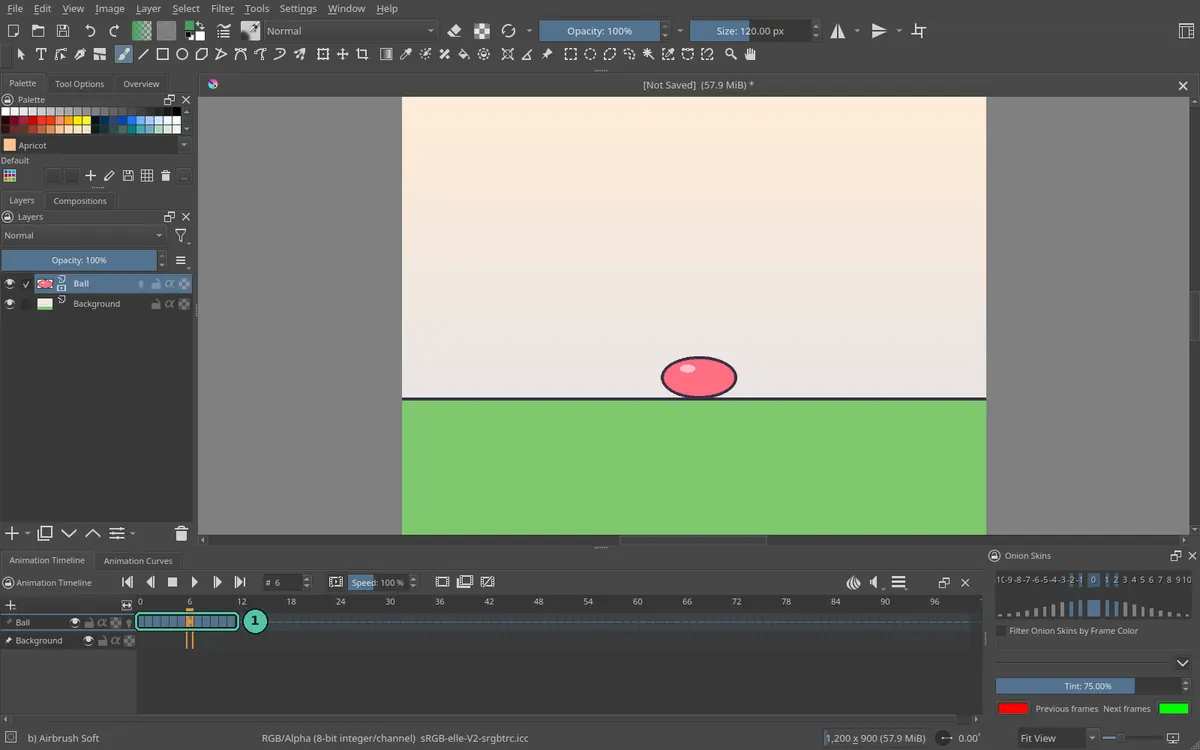 File Edit View Image Layer Select Filter Tools Settings Window Help
Normal Opacity: 100% Size: 120.00 px
Palette Tool Options Overview
[Not Saved] (57.9 MiB) *
Palette
Apricot
Default
...
Layers Compositions
Layers
Normal
Opacity: 100%
Ball
Background
Animation Timeline Animation Curves
Onion Skins
Animation Timeline # 6 Speed: 100 %
-9 -8 -7 -6 -5 -4 -3 -2 -1 0 1 2 3 4 5 6 7 8 9 10
0 6 12 18 24 30 36 42 48 54 60 66 72 78 84 90 96
Ball 1
Background
Filter Onion Skins by Frame Color
Tint: 75.00%
Previous frames Next frames
b) Airbrush Soft RGB/Alpha (8-bit integer/channel) sRGB-elle-V2-srgbtrc.icc 1,200 x 900 (57.9 MiB) 0.00° Fit View